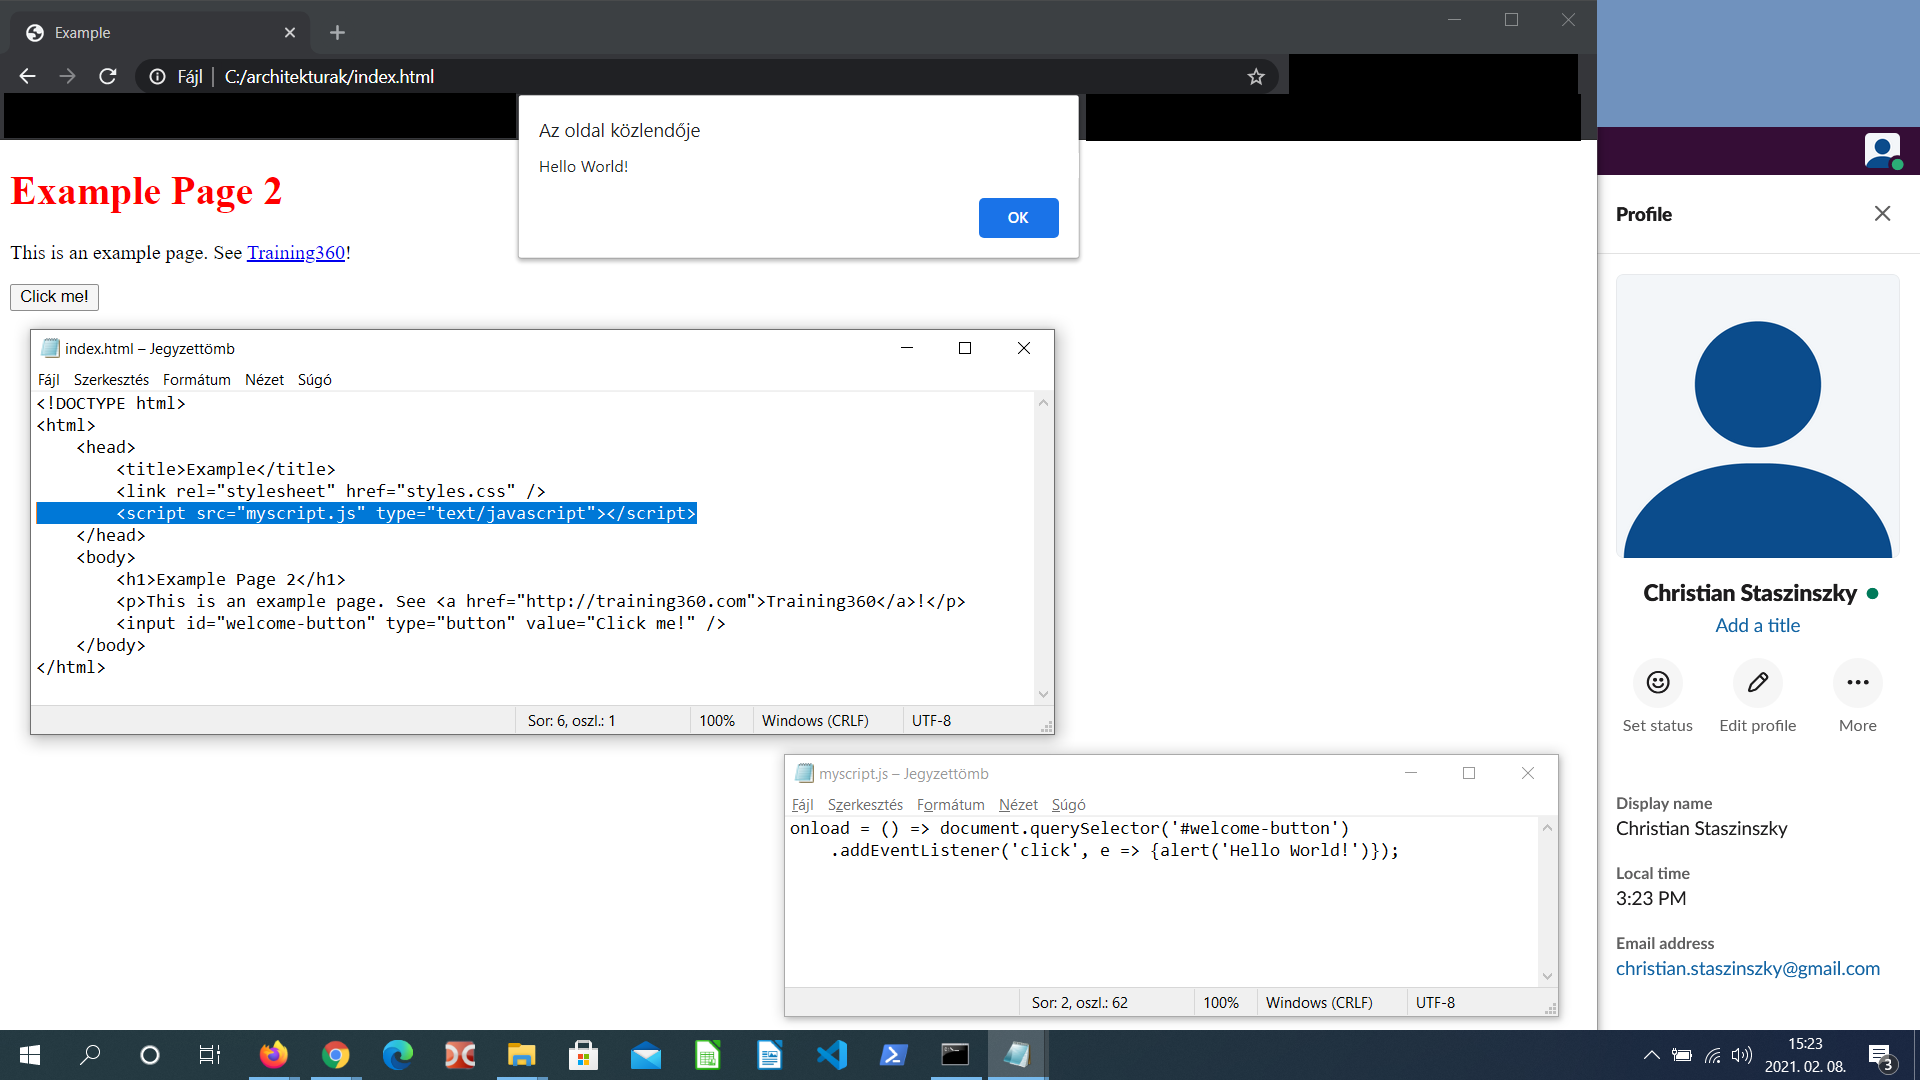 Example
Fájl
C:/architekturak/index.html
Az oldal közlendője
Hello World!
OK
Example Page 2
This is an example page. See Training360!
Click me!
index.html – Jegyzettömb
Fájl Szerkesztés Formátum Nézet Súgó
<!DOCTYPE html>
<html>
    <head>
        <title>Example</title>
        <link rel="stylesheet" href="styles.css" />
        <script src="myscript.js" type="text/javascript"></script>
    </head>
    <body>
        <h1>Example Page 2</h1>
        <p>This is an example page. See <a href="http://training360.com">Training360</a>!</p>
        <input id="welcome-button" type="button" value="Click me!" />
    </body>
</html>
Sor: 6, oszl.: 1 100% Windows (CRLF) UTF-8
myscript.js – Jegyzettömb
Fájl Szerkesztés Formátum Nézet Súgó
onload = () => document.querySelector('#welcome-button')
    .addEventListener('click', e => {alert('Hello World!')});
Sor: 2, oszl.: 62 100% Windows (CRLF) UTF-8
Profile
Christian Staszinszky
Add a title
Set status Edit profile More
Display name
Christian Staszinszky
Local time
3:23 PM
Email address
christian.staszinszky@gmail.com
15:23
2021. 02. 08.
3